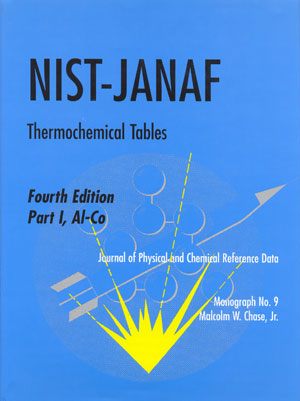 NIST-JANAF
Thermochemical Tables
Fourth Edition
Part I, Al-Co
Journal of Physical and Chemical Reference Data
Monograph No. 9
Malcolm W. Chase, Jr.